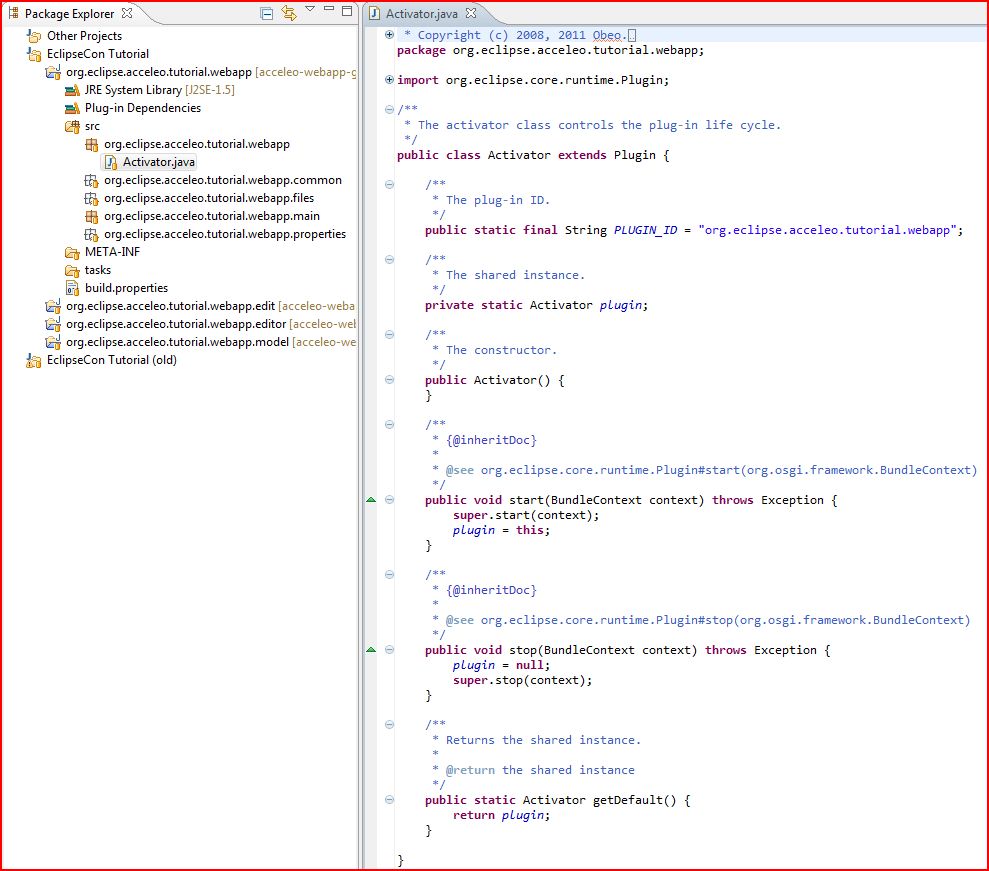 Package Explorer
Other Projects
EclipseCon Tutorial
org.eclipse.acceleo.tutorial.webapp [acceleo-webapp-g
JRE System Library [J2SE-1.5]
Plug-in Dependencies
src
org.eclipse.acceleo.tutorial.webapp
Activator.java
org.eclipse.acceleo.tutorial.webapp.common
org.eclipse.acceleo.tutorial.webapp.files
org.eclipse.acceleo.tutorial.webapp.main
org.eclipse.acceleo.tutorial.webapp.properties
META-INF
tasks
build.properties
org.eclipse.acceleo.tutorial.webapp.edit [acceleo-weba
org.eclipse.acceleo.tutorial.webapp.editor [acceleo-wel
org.eclipse.acceleo.tutorial.webapp.model [acceleo-we
EclipseCon Tutorial (old)
Activator.java
* Copyright (c) 2008, 2011 Obeo.
package org.eclipse.acceleo.tutorial.webapp;
import org.eclipse.core.runtime.Plugin;
/**
* The activator class controls the plug-in life cycle.
*/
public class Activator extends Plugin {
/**
* The plug-in ID.
*/
public static final String PLUGIN_ID = "org.eclipse.acceleo.tutorial.webapp";
/**
* The shared instance.
*/
private static Activator plugin;
/**
* The constructor.
*/
public Activator() {
}
/**
* {@inheritDoc}
*
* @see org.eclipse.core.runtime.Plugin#start(org.osgi.framework.BundleContext)
*/
public void start(BundleContext context) throws Exception {
super.start(context);
plugin = this;
}
/**
* {@inheritDoc}
*
* @see org.eclipse.core.runtime.Plugin#stop(org.osgi.framework.BundleContext)
*/
public void stop(BundleContext context) throws Exception {
plugin = null;
super.stop(context);
}
/**
* Returns the shared instance.
*
* @return the shared instance
*/
public static Activator getDefault() {
return plugin;
}
}